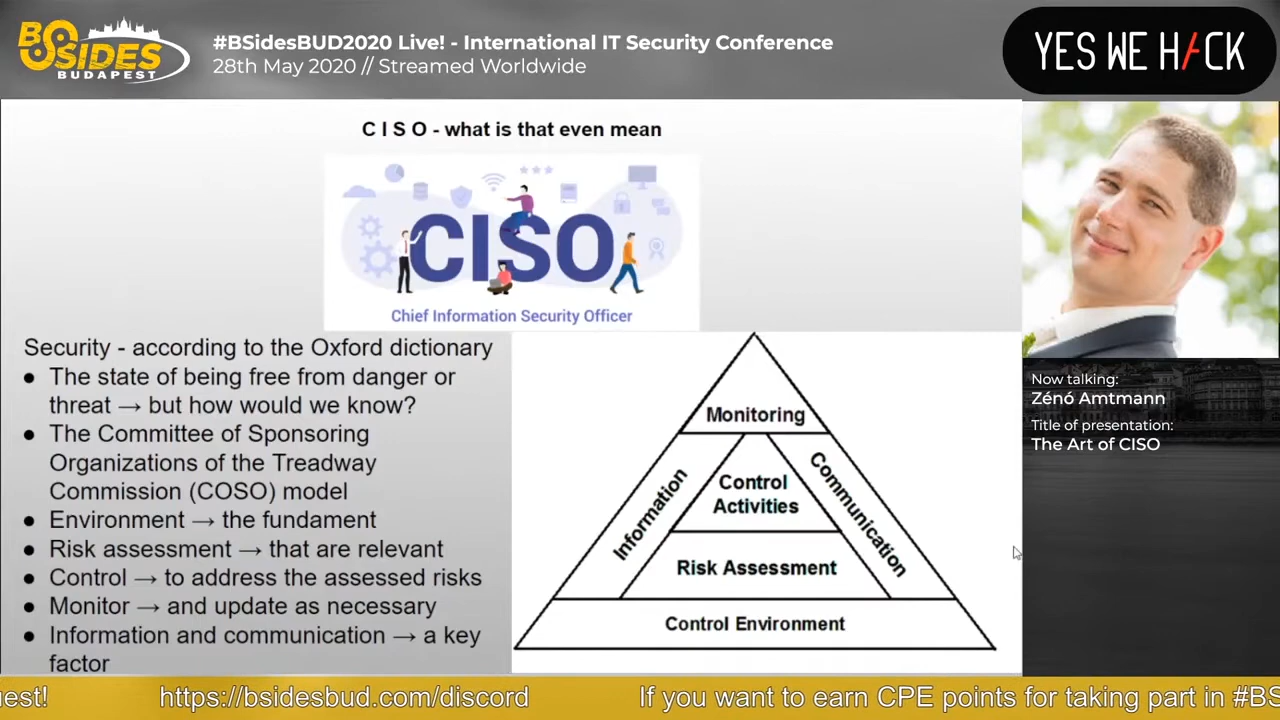 BSIDES
BUDAPEST
#BSidesBUD2020 Live! - International IT Security Conference
28th May 2020 // Streamed Worldwide
YES WE H/CK
C I S O - what is that even mean
CISO
Chief Information Security Officer
Security - according to the Oxford dictionary
● The state of being free from danger or
threat → but how would we know?
● The Committee of Sponsoring
Organizations of the Treadway
Commission (COSO) model
● Environment → the fundament
● Risk assessment → that are relevant
● Control → to address the assessed risks
● Monitor → and update as necessary
● Information and communication → a key
factor
Monitoring
Information
Communication
Control
Activities
Risk Assessment
Control Environment
Now talking:
Zénó Amtmann
Title of presentation:
The Art of CISO
uest! https://bsidesbud.com/discord If you want to earn CPE points for taking part in #BS